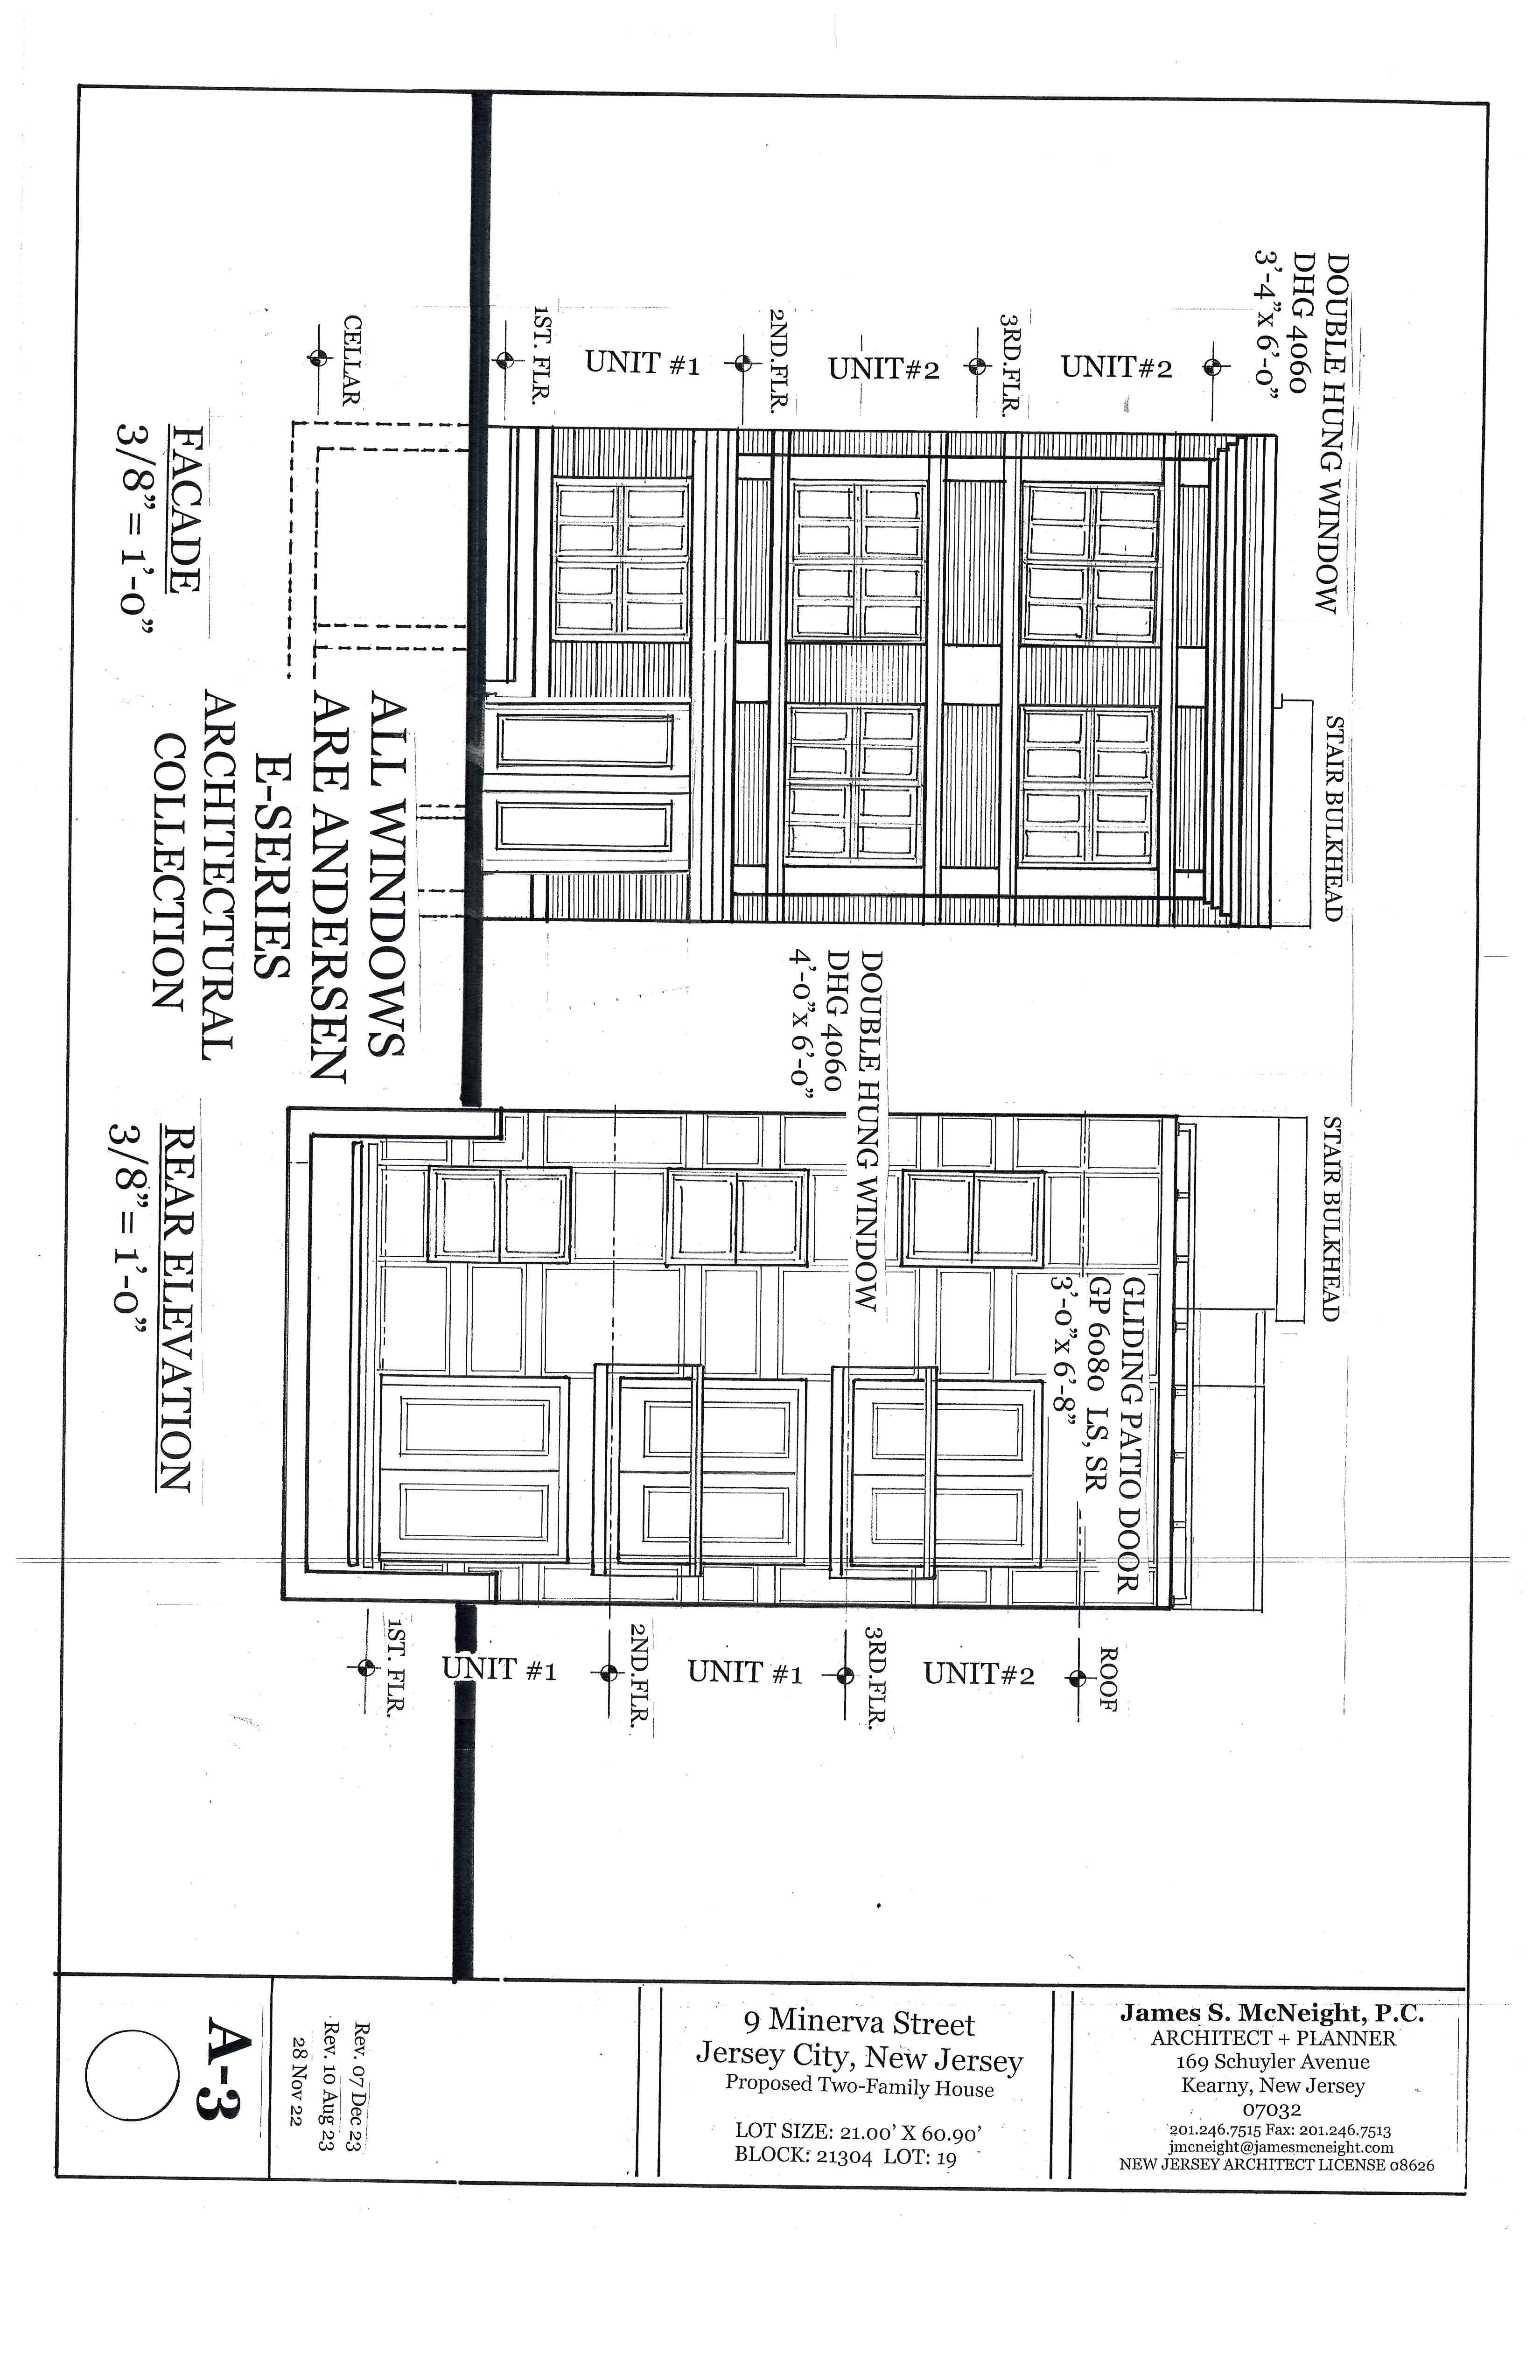 DOUBLE HUNG WINDOW
DHG 4060
3'-4"x 6'-0"
STAIR BULKHEAD
UNIT#2
3RD.FLR.
UNIT#2
2ND.FLR.
UNIT #1
1ST. FLR.
CELLAR
FACADE
3/8"= 1'-0"
ALL WINDOWS
ARE ANDERSEN
E-SERIES
ARCHITECTURAL
COLLECTION
STAIR BULKHEAD
DOUBLE HUNG WINDOW
DHG 4060
4'-0"x 6'-0"
GLIDING PATIO DOOR
GP 6080 LS, SR
3'-0"x 6'-8"
ROOF
UNIT#2
3RD.FLR.
UNIT #1
2ND.FLR.
UNIT #1
1ST. FLR.
REAR ELEVATION
3/8"= 1'-0"
James S. McNeight, P.C.
ARCHITECT + PLANNER
169 Schuyler Avenue
Kearny, New Jersey
07032
201.246.7515 Fax: 201.246.7513
jmcneight@jamesmcneight.com
NEW JERSEY ARCHITECT LICENSE 08626
9 Minerva Street
Jersey City, New Jersey
Proposed Two-Family House
LOT SIZE: 21.00' X 60.90'
BLOCK: 21304 LOT: 19
Rev. 07 Dec 23
Rev. 10 Aug 23
28 Nov 22
A-3